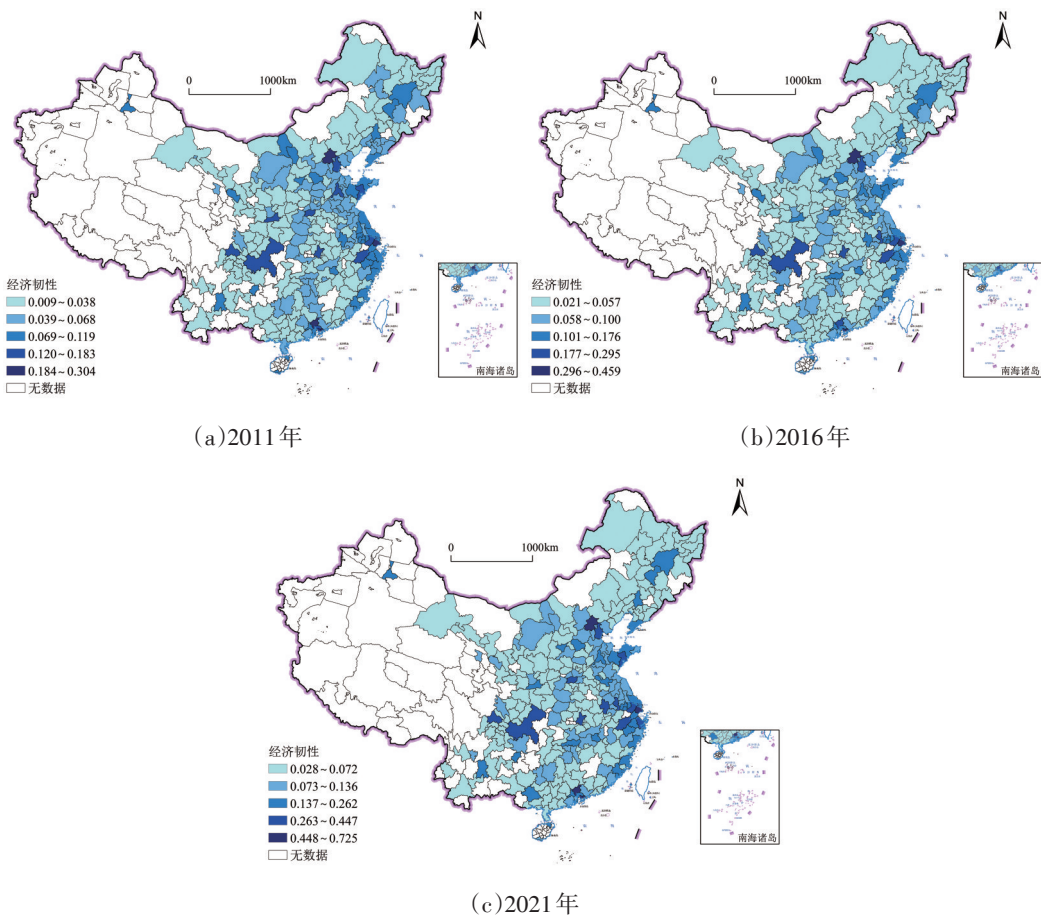 N
0 1000km
经济韧性
0.009～0.038
0.039～0.068
0.069～0.119
0.120～0.183
0.184～0.304
无数据
南海诸岛
(a)2011年
N
0 1000km
经济韧性
0.021～0.057
0.058～0.100
0.101～0.176
0.177～0.295
0.296～0.459
无数据
南海诸岛
(b)2016年
N
0 1000km
经济韧性
0.028～0.072
0.073～0.136
0.137～0.262
0.263～0.447
0.448～0.725
无数据
南海诸岛
(c)2021年